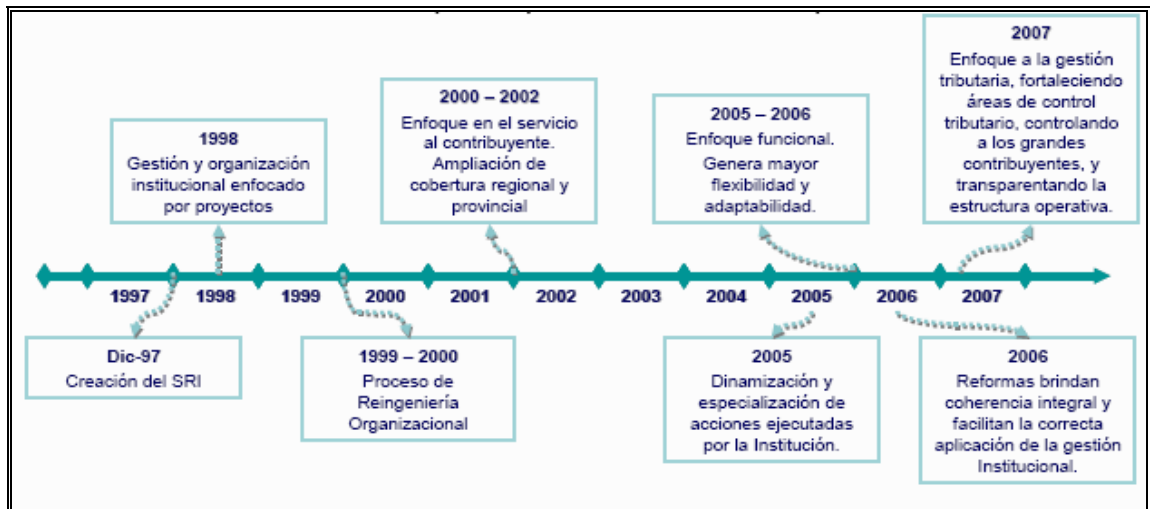 2007
Enfoque a la gestión
tributaria, fortaleciendo
áreas de control
tributario, controlando
a los grandes
contribuyentes, y
transparentando la
estructura operativa.
2000 – 2002
Enfoque en el servicio
al contribuyente.
Ampliación de
cobertura regional y
provincial
2005 – 2006
Enfoque funcional.
Genera mayor
flexibilidad y
adaptabilidad.
1998
Gestión y organización
institucional enfocado
por proyectos
1997 1998 1999 2000 2001 2002 2003 2004 2005 2006 2007
Dic-97
Creación del SRI
1999 – 2000
Proceso de
Reingeniería
Organizacional
2005
Dinamización y
especialización de
acciones ejecutadas
por la Institución.
2006
Reformas brindan
coherencia integral y
facilitan la correcta
aplicación de la gestión
Institucional.